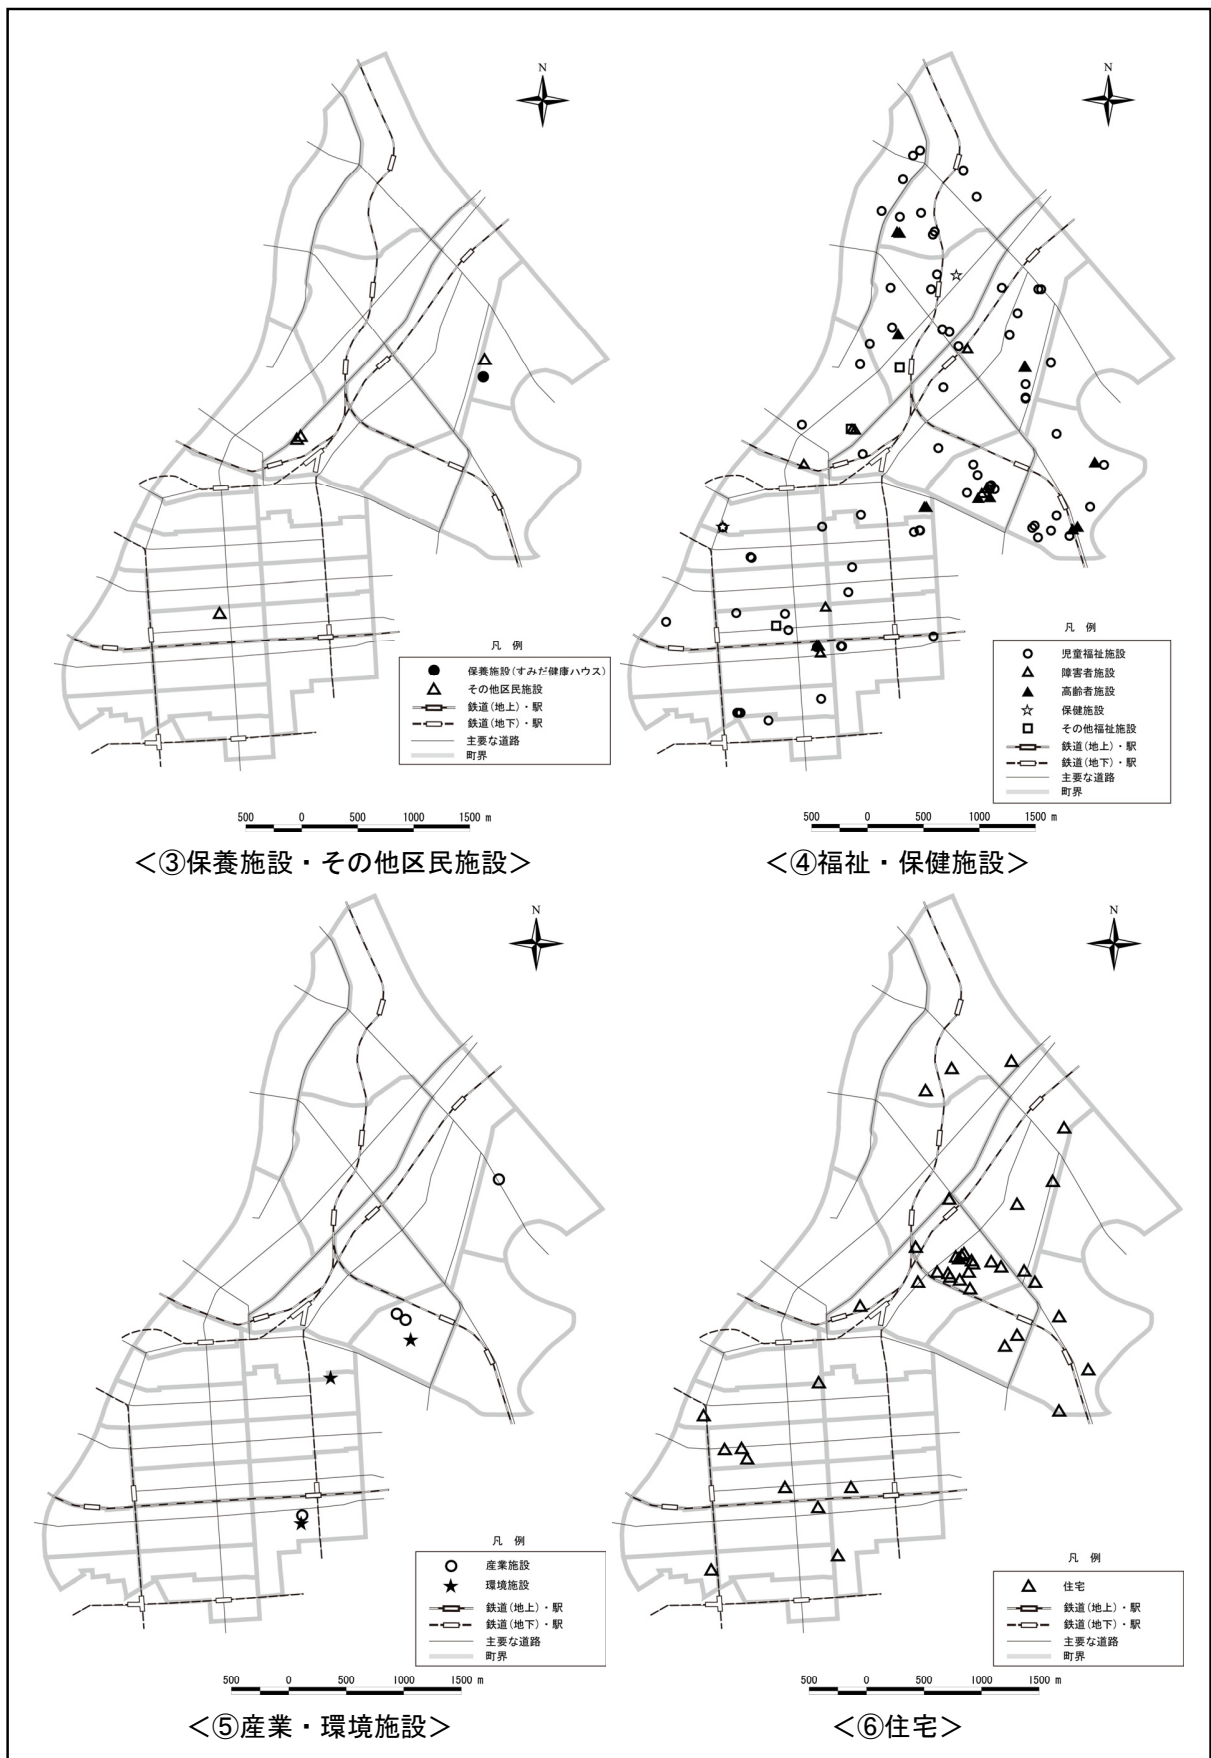 N
凡 例
保養施設(すみだ健康ハウス)
その他区民施設
鉄道(地上)・駅
鉄道(地下)・駅
主要な道路
町界
500 0 500 1000 1500 m
＜③保養施設・その他区民施設＞
N
凡 例
児童福祉施設
障害者施設
高齢者施設
保健施設
その他福祉施設
鉄道(地上)・駅
鉄道(地下)・駅
主要な道路
町界
500 0 500 1000 1500 m
＜④福祉・保健施設＞
N
凡 例
産業施設
環境施設
鉄道(地上)・駅
鉄道(地下)・駅
主要な道路
町界
500 0 500 1000 1500 m
＜⑤産業・環境施設＞
N
凡 例
住宅
鉄道(地上)・駅
鉄道(地下)・駅
主要な道路
町界
500 0 500 1000 1500 m
＜⑥住宅＞